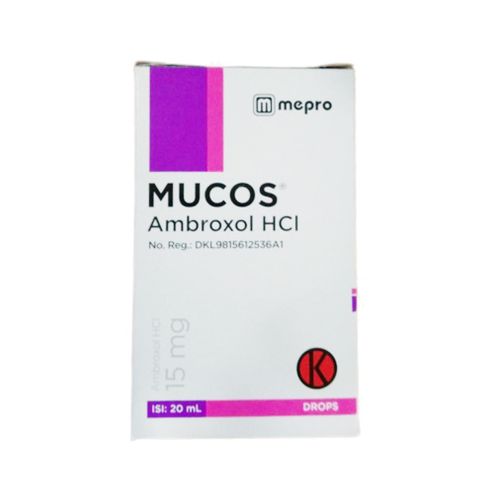 m mepro
MUCOS®
Ambroxol HCl
No. Reg.: DKL9815612536A1
Ambroxol HCl
15 mg
K
ISI: 20 mL
DROPS